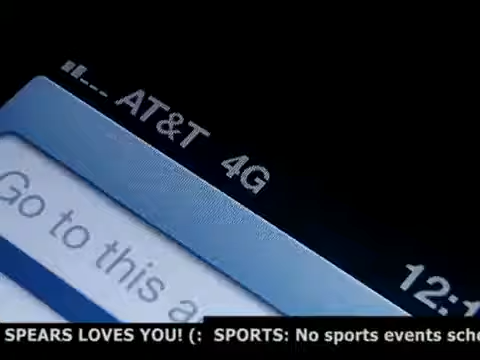 AT&T 4G
12:1
Go to this a
SPEARS LOVES YOU! (: SPORTS: No sports events sche